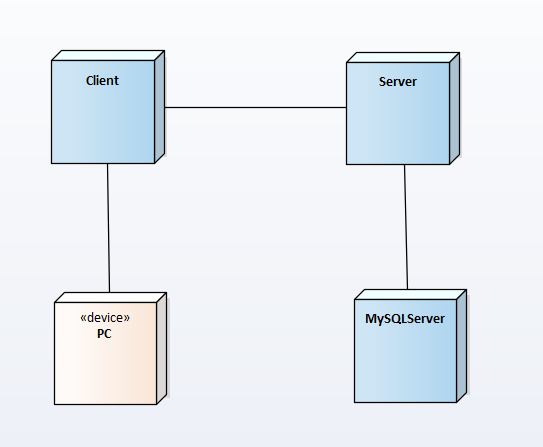 Client
Server
«device»
PC
MySQLServer